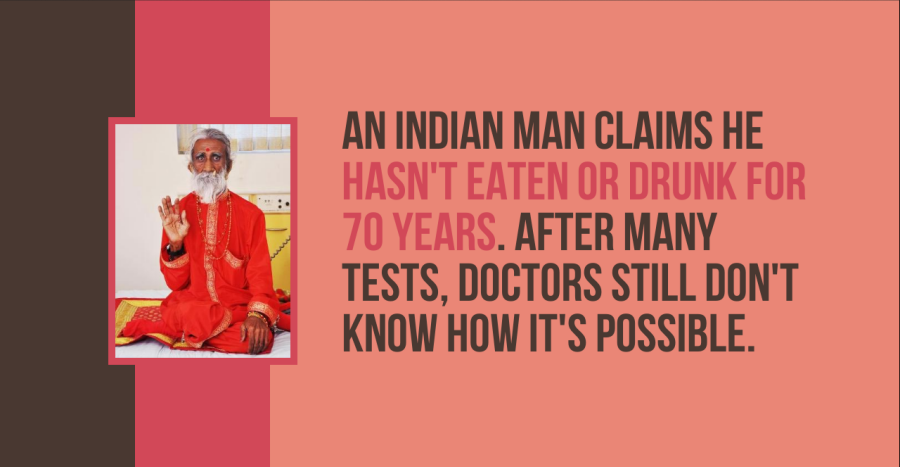 AN INDIAN MAN CLAIMS HE
HASN'T EATEN OR DRUNK FOR
70 YEARS. AFTER MANY
TESTS, DOCTORS STILL DON'T
KNOW HOW IT'S POSSIBLE.